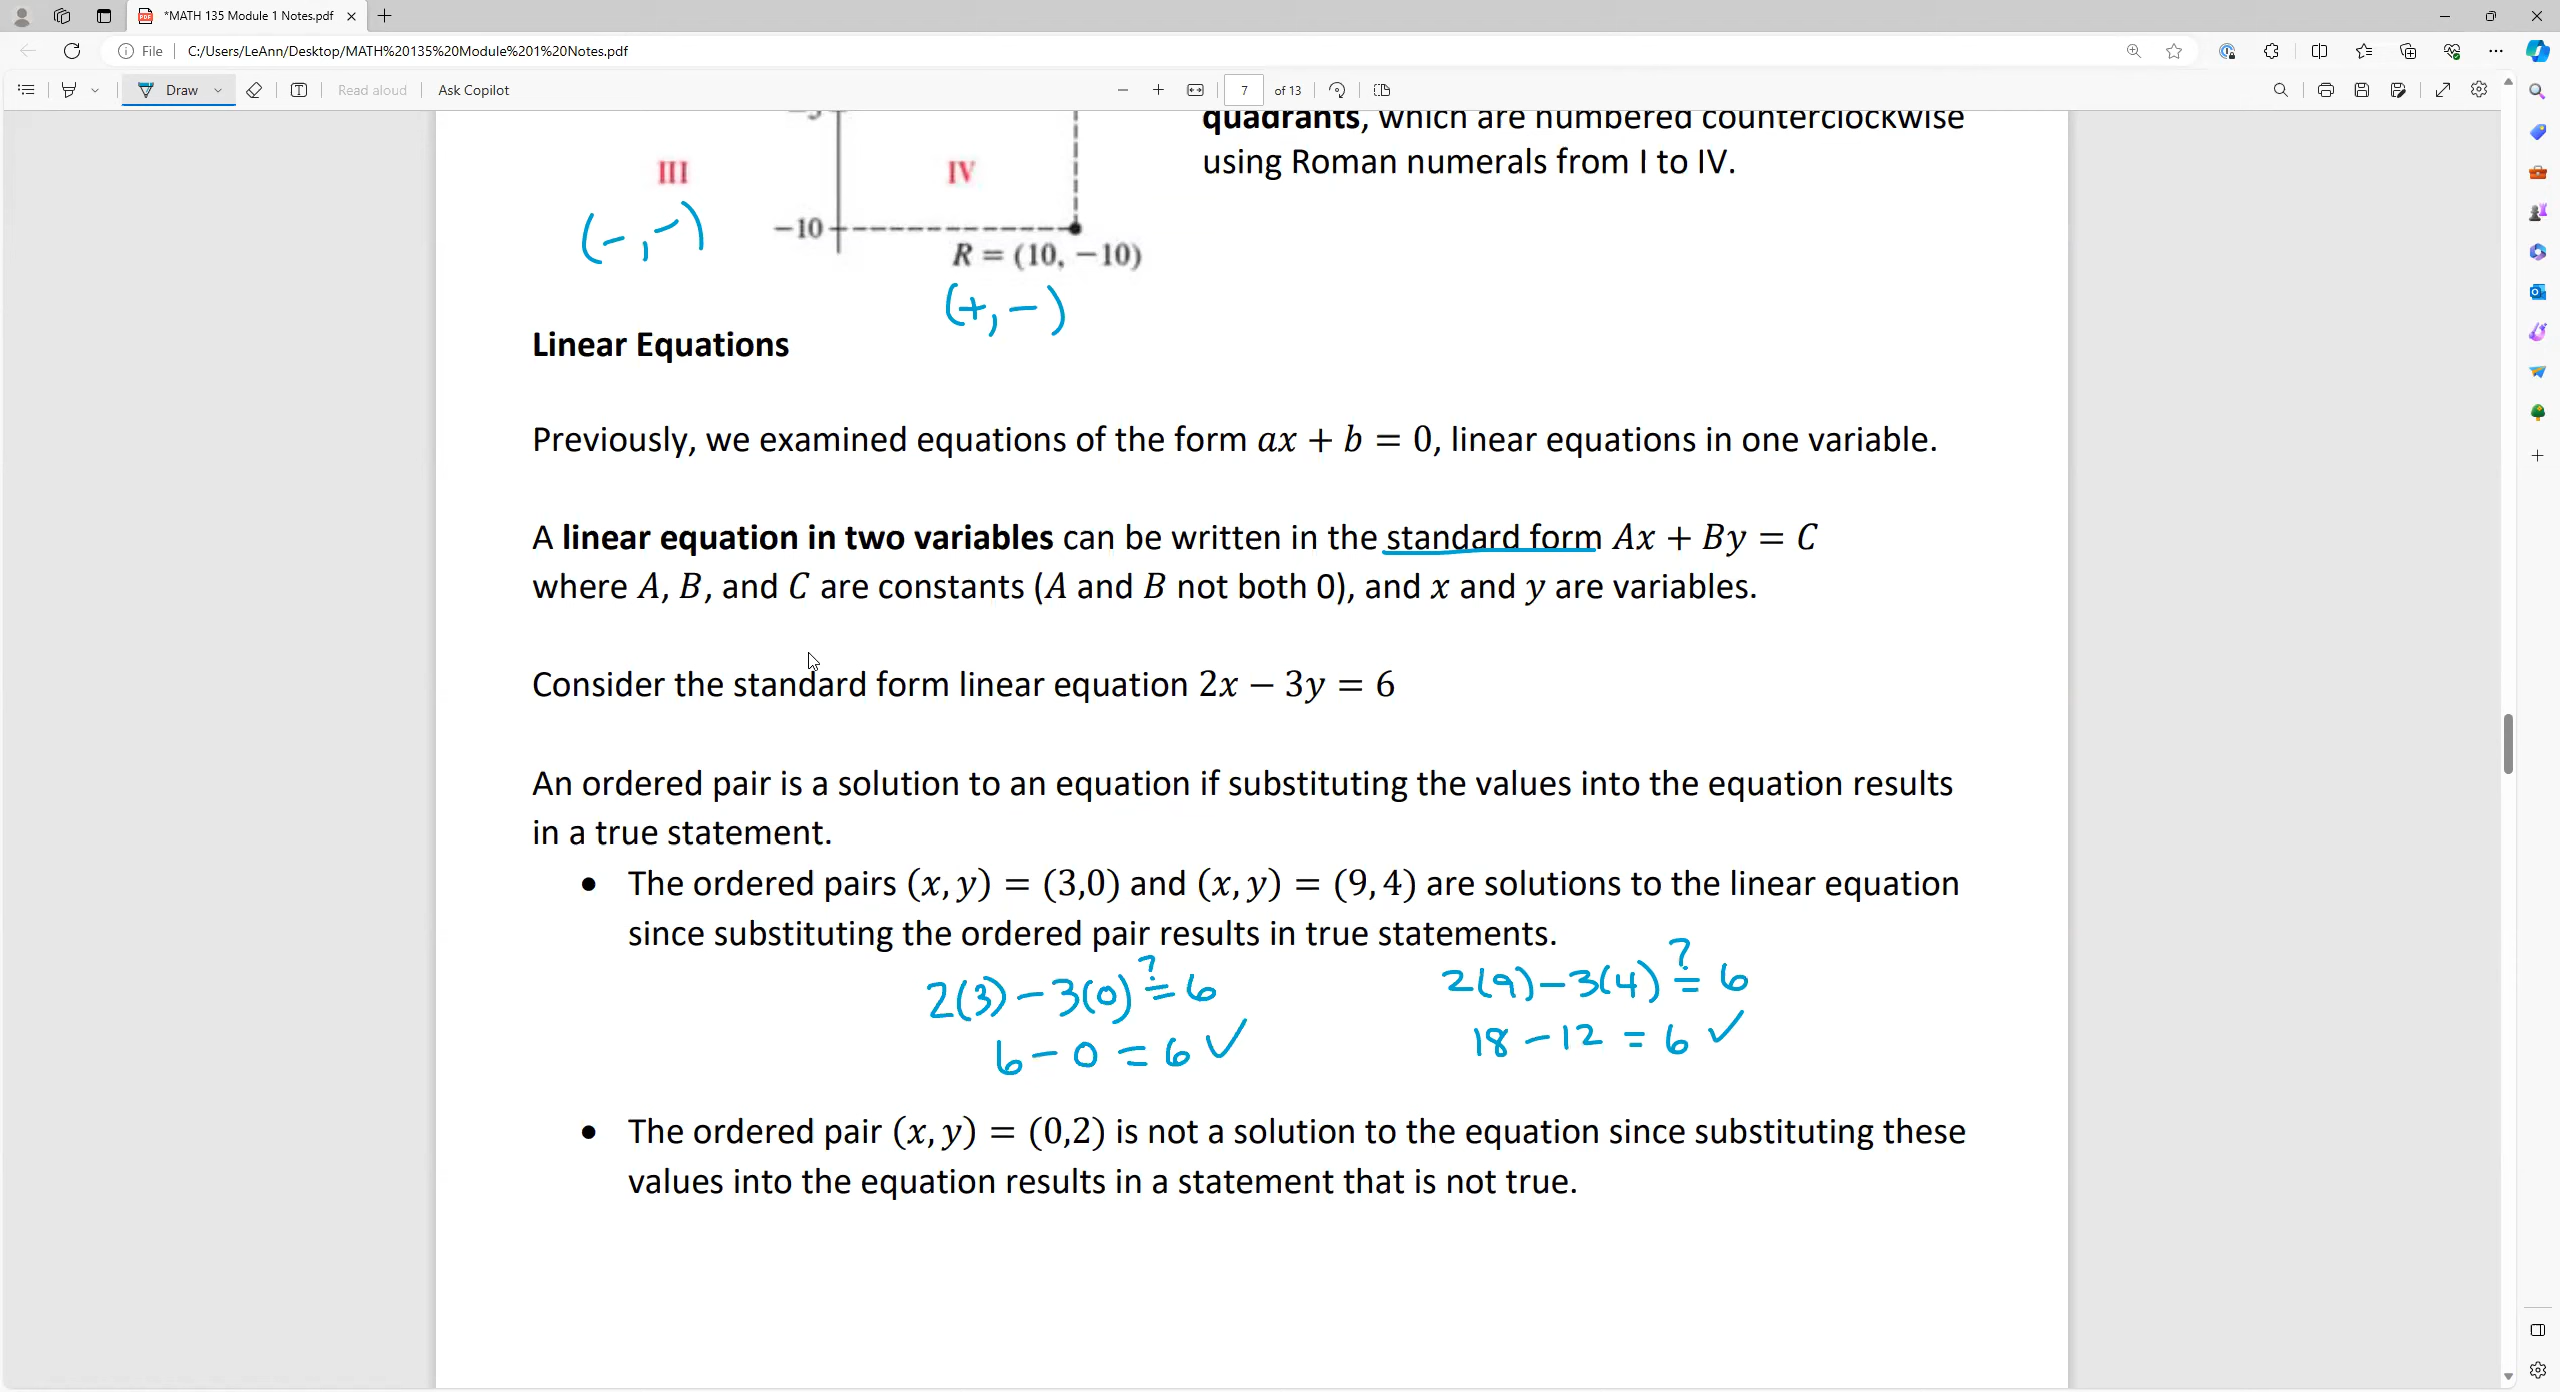 *MATH 135 Module 1 Notes.pdf
File C:/Users/LeAnn/Desktop/MATH%20135%20Module%201%20Notes.pdf
Draw Read aloud Ask Copilot 7 of 13
quadrants, which are numbered counterclockwise
using Roman numerals from I to IV.
III IV
(-,-)
-10
R = (10, -10)
(+,-)
Linear Equations
Previously, we examined equations of the form ax + b = 0, linear equations in one variable.
A linear equation in two variables can be written in the standard form Ax + By = C
where A, B, and C are constants (A and B not both 0), and x and y are variables.
Consider the standard form linear equation 2x − 3y = 6
An ordered pair is a solution to an equation if substituting the values into the equation results
in a true statement.
• The ordered pairs (x, y) = (3,0) and (x, y) = (9, 4) are solutions to the linear equation
since substituting the ordered pair results in true statements.
2(3) - 3(0) ?= 6 2(9) - 3(4) ?= 6
6 - 0 = 6 ✓ 18 - 12 = 6 ✓
• The ordered pair (x, y) = (0,2) is not a solution to the equation since substituting these
values into the equation results in a statement that is not true.